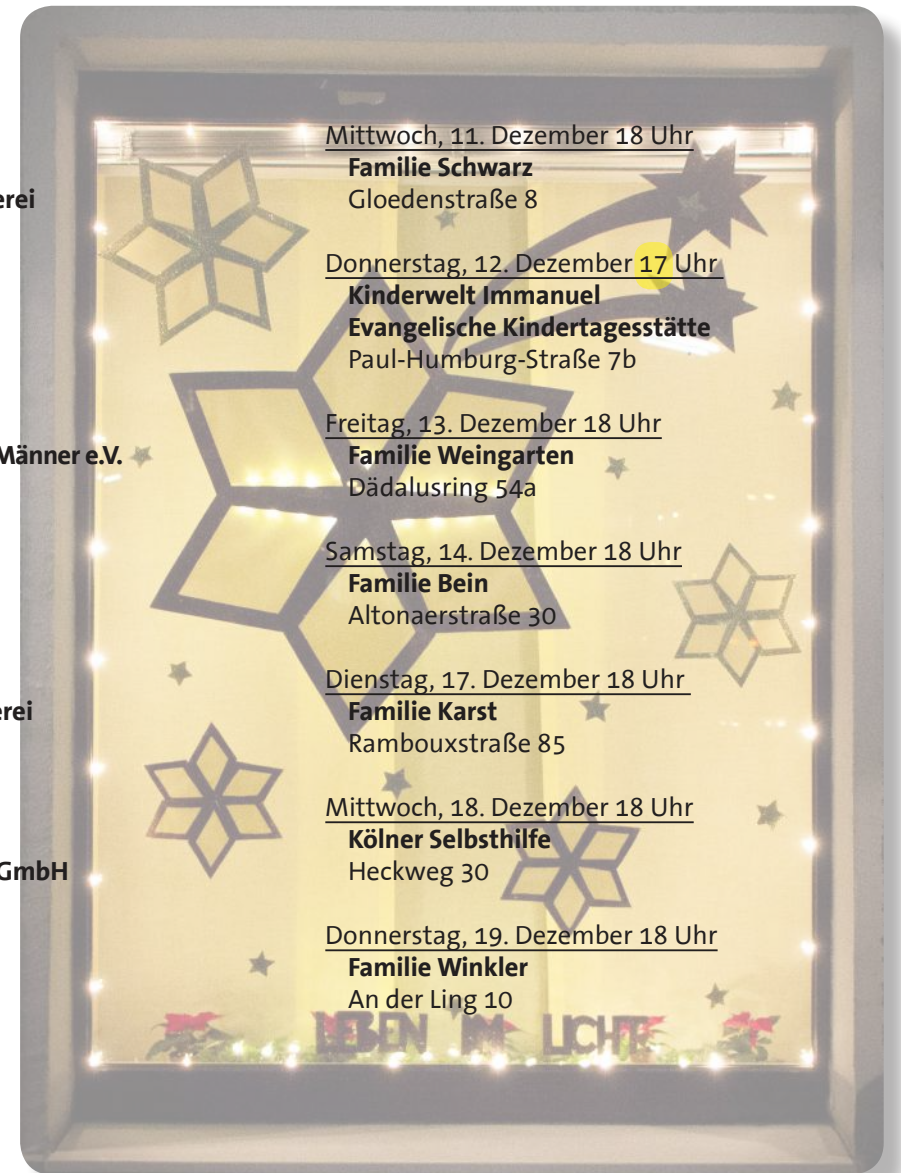 erei
Männer e.V.
erei
GmbH
Mittwoch, 11. Dezember 18 Uhr
Familie Schwarz
Gloedenstraße 8
Donnerstag, 12. Dezember 17 Uhr
Kinderwelt Immanuel
Evangelische Kindertagesstätte
Paul-Humburg-Straße 7b
Freitag, 13. Dezember 18 Uhr
Familie Weingarten
Dädalusring 54a
Samstag, 14. Dezember 18 Uhr
Familie Bein
Altonaerstraße 30
Dienstag, 17. Dezember 18 Uhr
Familie Karst
Rambouxstraße 85
Mittwoch, 18. Dezember 18 Uhr
Kölner Selbsthilfe
Heckweg 30
Donnerstag, 19. Dezember 18 Uhr
Familie Winkler
An der Ling 10
LEBEN IM LICHT